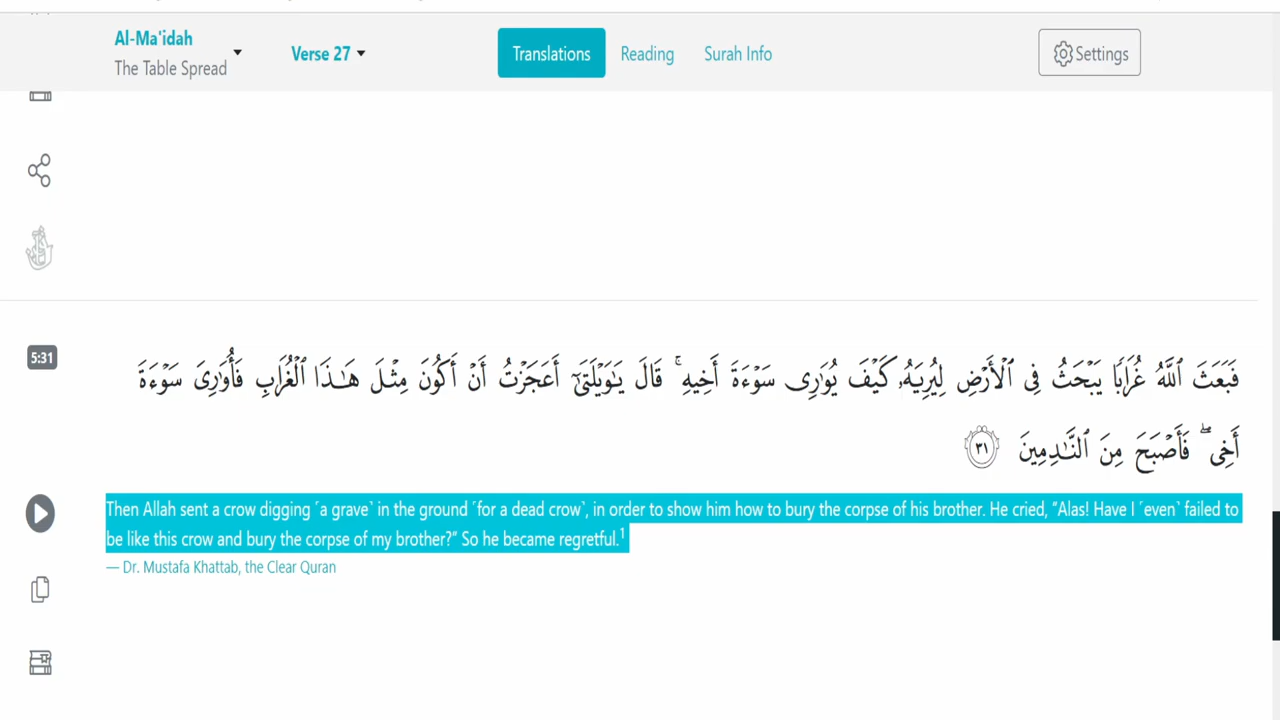 Al-Ma'idah
The Table Spread
Verse 27
Translations
Reading
Surah Info
Settings
5:31
فَبَعَثَ ٱللَّهُ غُرَابًا يَبْحَثُ فِى ٱلْأَرْضِ لِيُرِيَهُۥ كَيْفَ يُوَٰرِى سَوْءَةَ أَخِيهِ ۚ قَالَ يَـٰوَيْلَتَىٰٓ أَعَجَزْتُ أَنْ أَكُونَ مِثْلَ هَـٰذَا ٱلْغُرَابِ فَأُوَٰرِىَ سَوْءَةَ
أَخِى ۖ فَأَصْبَحَ مِنَ ٱلنَّـٰدِمِينَ ٣١
Then Allah sent a crow digging ˹a grave˺ in the ground ˹for a dead crow˺, in order to show him how to bury the corpse of his brother. He cried, “Alas! Have I ˹even˺ failed to
be like this crow and bury the corpse of my brother?” So he became regretful.¹
— Dr. Mustafa Khattab, the Clear Quran